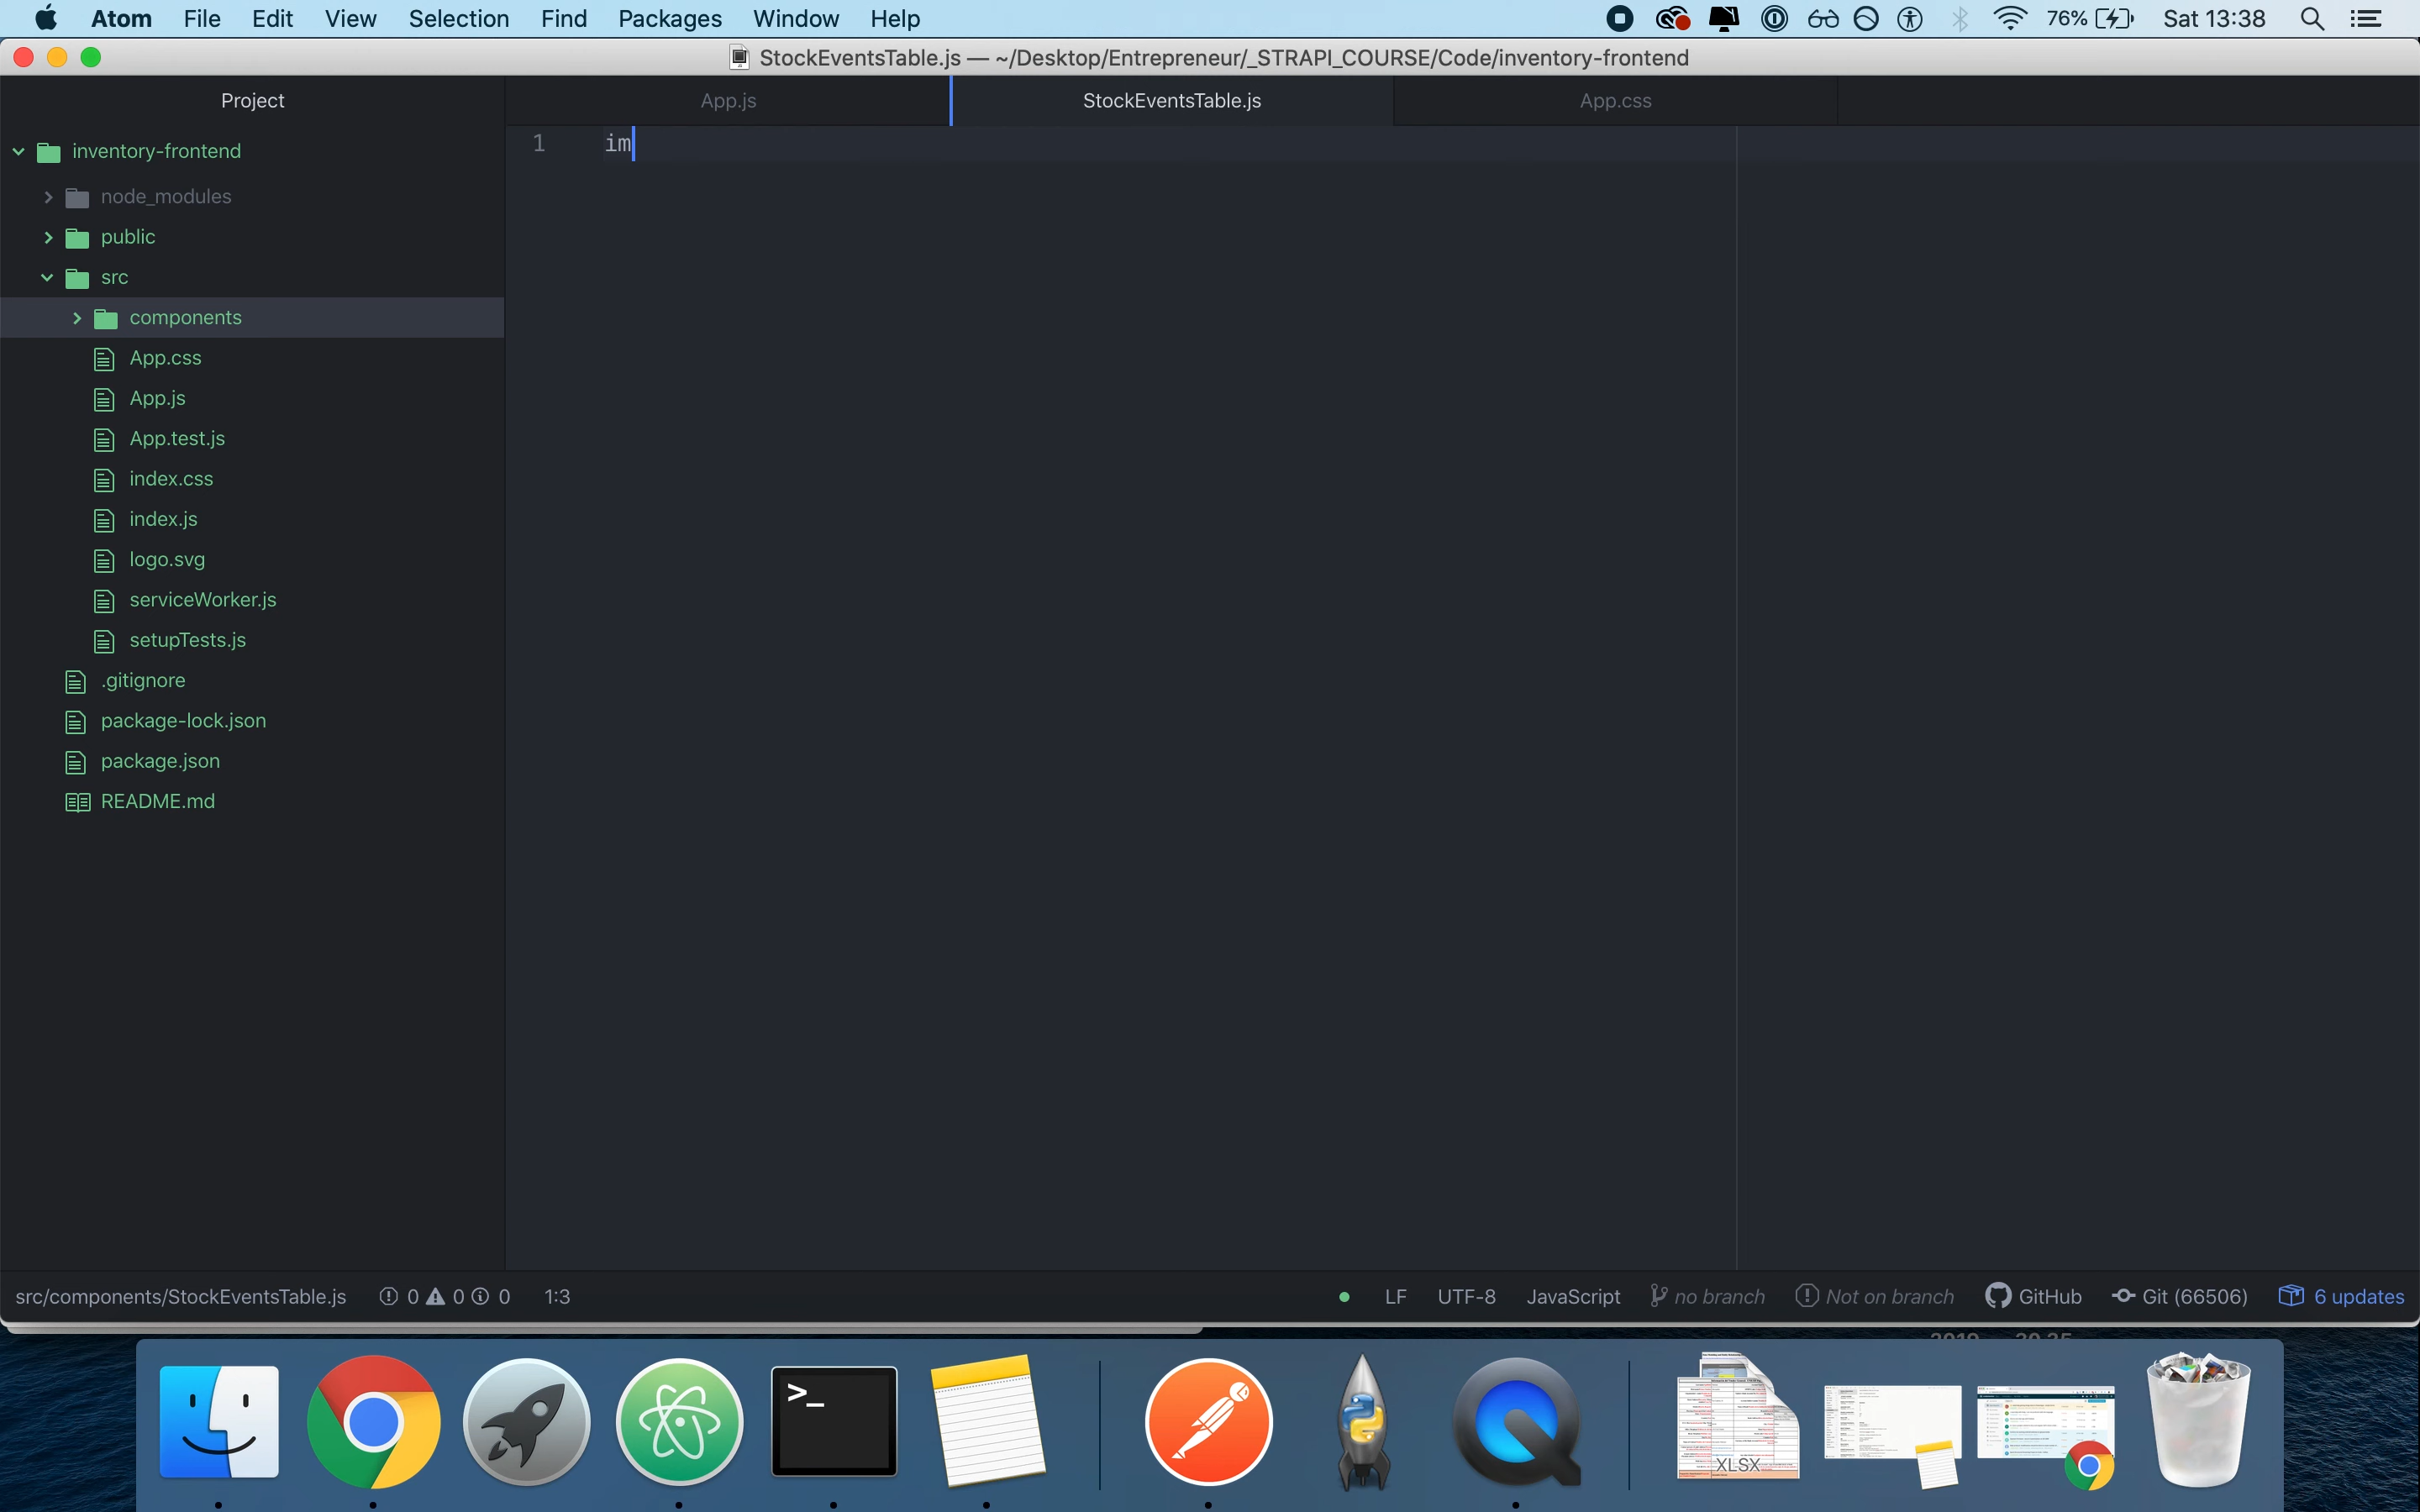 Atom File Edit View Selection Find Packages Window Help 76% Sat 13:38
StockEventsTable.js — ~/Desktop/Entrepreneur/_STRAPI_COURSE/Code/inventory-frontend
Project App.js StockEventsTable.js App.css
1 im
inventory-frontend
node_modules
public
src
components
App.css
App.js
App.test.js
index.css
index.js
logo.svg
serviceWorker.js
setupTests.js
.gitignore
package-lock.json
package.json
README.md
src/components/StockEventsTable.js 0 0 0 1:3 LF UTF-8 JavaScript no branch Not on branch GitHub Git (66506) 6 updates
>_
XLSX